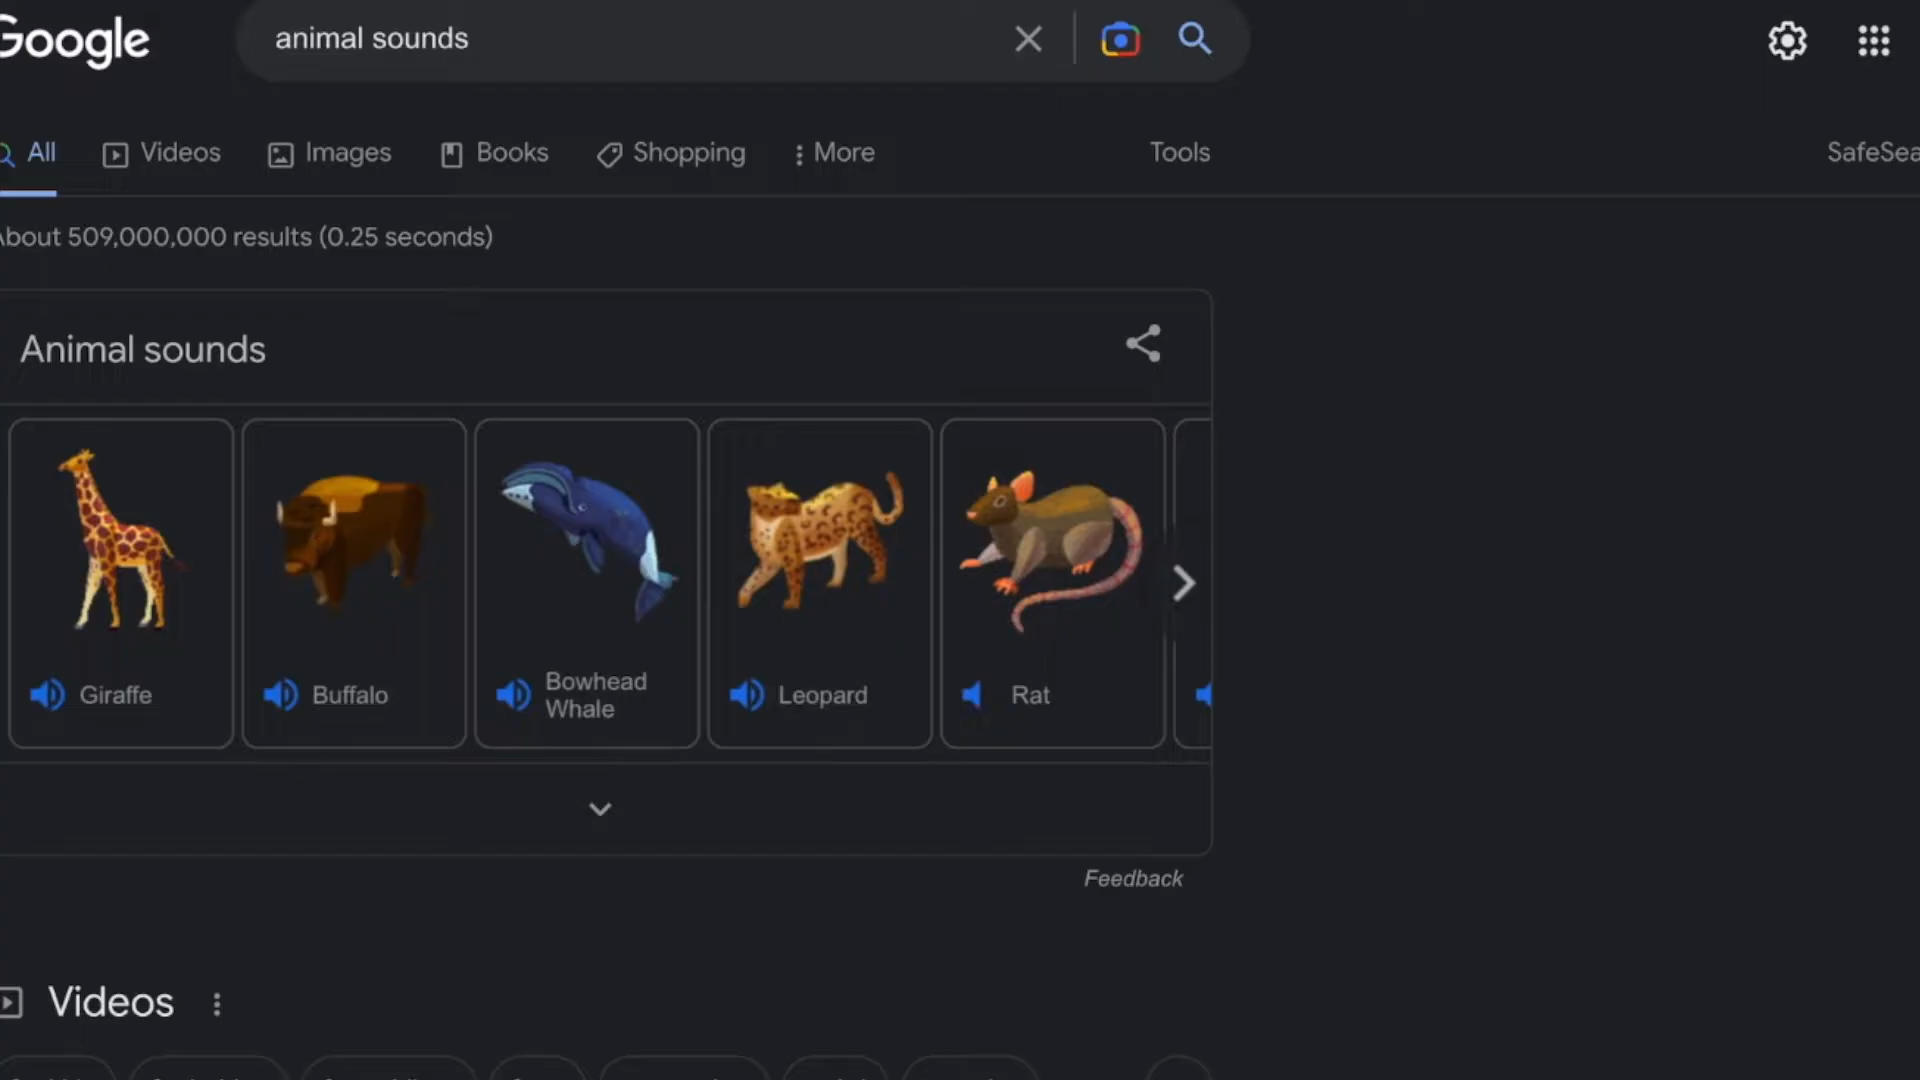 Google
animal sounds
All Videos Images Books Shopping More Tools
About 509,000,000 results (0.25 seconds)
Animal sounds
Giraffe
Buffalo
Bowhead
Whale
Leopard
Rat
Feedback
Videos